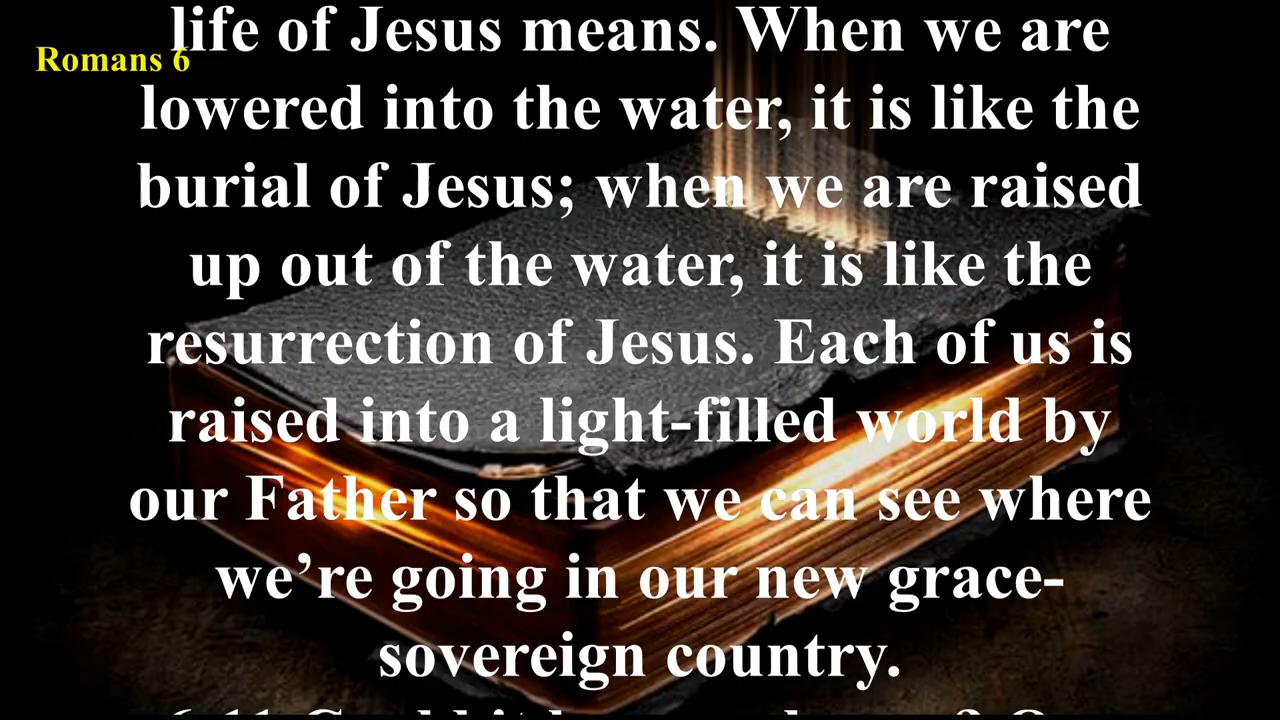 life of Jesus means. When we are
Romans 6
lowered into the water, it is like the
burial of Jesus; when we are raised
up out of the water, it is like the
resurrection of Jesus. Each of us is
raised into a light-filled world by
our Father so that we can see where
we’re going in our new grace-
sovereign country.